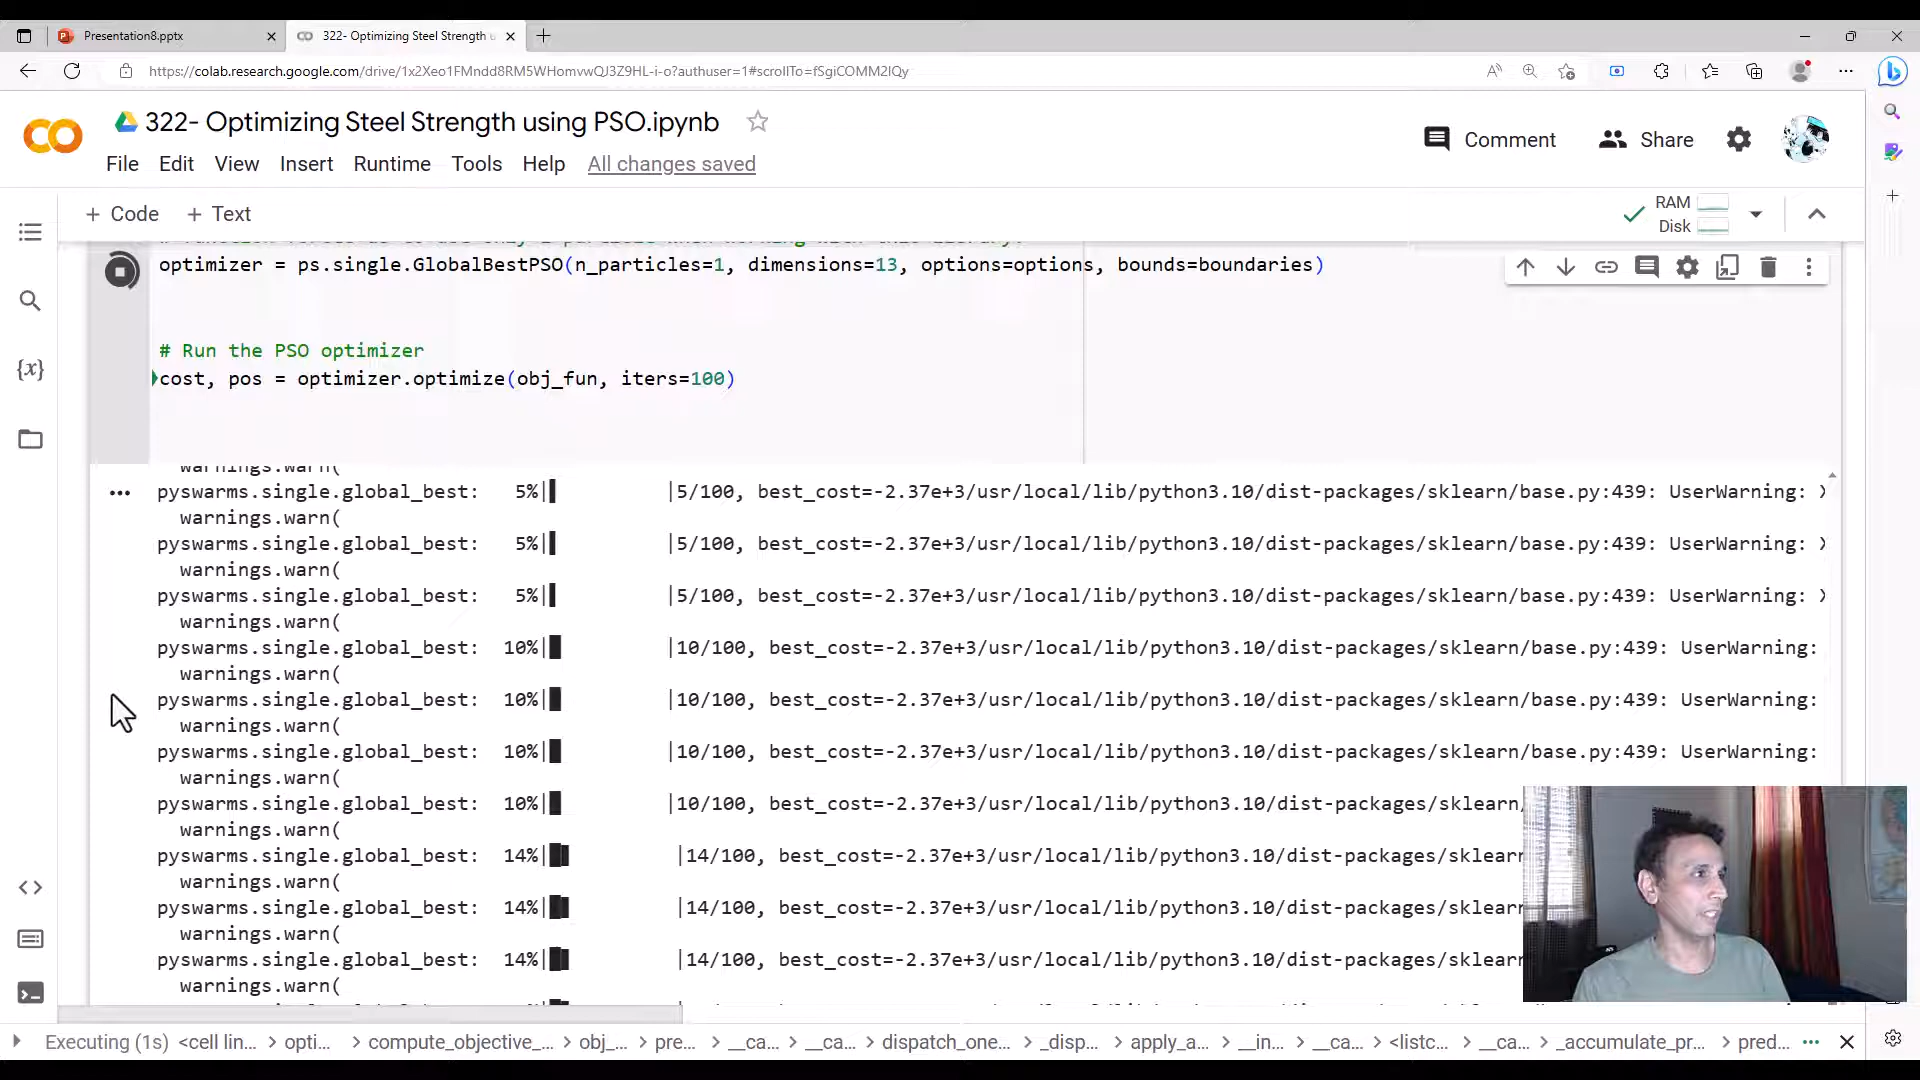 Presentation8.pptx
322- Optimizing Steel Strength u
https://colab.research.google.com/drive/1x2Xeo1FMndd8RM5WHomvwQJ3Z9HL-i-o?authuser=1#scrollTo=fSgiCOMM2IQy
322- Optimizing Steel Strength using PSO.ipynb
Comment
Share
File Edit View Insert Runtime Tools Help All changes saved
+ Code + Text
RAM
Disk
optimizer = ps.single.GlobalBestPSO(n_particles=1, dimensions=13, options=options, bounds=boundaries)
# Run the PSO optimizer
cost, pos = optimizer.optimize(obj_fun, iters=100)
warnings.warn(
pyswarms.single.global_best: 5%| |5/100, best_cost=-2.37e+3/usr/local/lib/python3.10/dist-packages/sklearn/base.py:439: UserWarning: X
warnings.warn(
pyswarms.single.global_best: 5%| |5/100, best_cost=-2.37e+3/usr/local/lib/python3.10/dist-packages/sklearn/base.py:439: UserWarning: X
warnings.warn(
pyswarms.single.global_best: 5%| |5/100, best_cost=-2.37e+3/usr/local/lib/python3.10/dist-packages/sklearn/base.py:439: UserWarning: X
warnings.warn(
pyswarms.single.global_best: 10%| |10/100, best_cost=-2.37e+3/usr/local/lib/python3.10/dist-packages/sklearn/base.py:439: UserWarning:
warnings.warn(
pyswarms.single.global_best: 10%| |10/100, best_cost=-2.37e+3/usr/local/lib/python3.10/dist-packages/sklearn/base.py:439: UserWarning:
warnings.warn(
pyswarms.single.global_best: 10%| |10/100, best_cost=-2.37e+3/usr/local/lib/python3.10/dist-packages/sklearn/base.py:439: UserWarning:
warnings.warn(
pyswarms.single.global_best: 10%| |10/100, best_cost=-2.37e+3/usr/local/lib/python3.10/dist-packages/sklearn/
warnings.warn(
pyswarms.single.global_best: 14%| |14/100, best_cost=-2.37e+3/usr/local/lib/python3.10/dist-packages/sklearn
warnings.warn(
pyswarms.single.global_best: 14%| |14/100, best_cost=-2.37e+3/usr/local/lib/python3.10/dist-packages/sklearn
warnings.warn(
pyswarms.single.global_best: 14%| |14/100, best_cost=-2.37e+3/usr/local/lib/python3.10/dist-packages/sklearn
warnings.warn(
Executing (1s) <cell lin... > opti... > compute_objective_... > obj_... > pre... > __ca... > __ca... > dispatch_one... > _disp... > apply_a... > __in... > __ca... > <listc... > __ca... > _accumulate_pr... > pred...